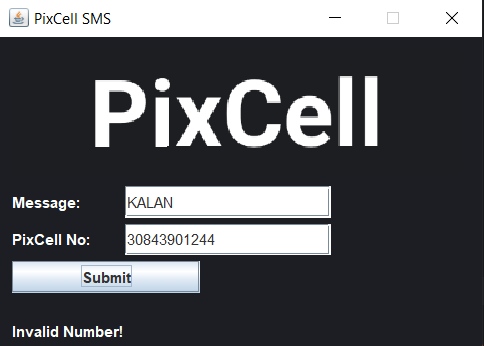 PixCell SMS
PixCell
Message: KALAN
PixCell No: 30843901244
Submit
Invalid Number!